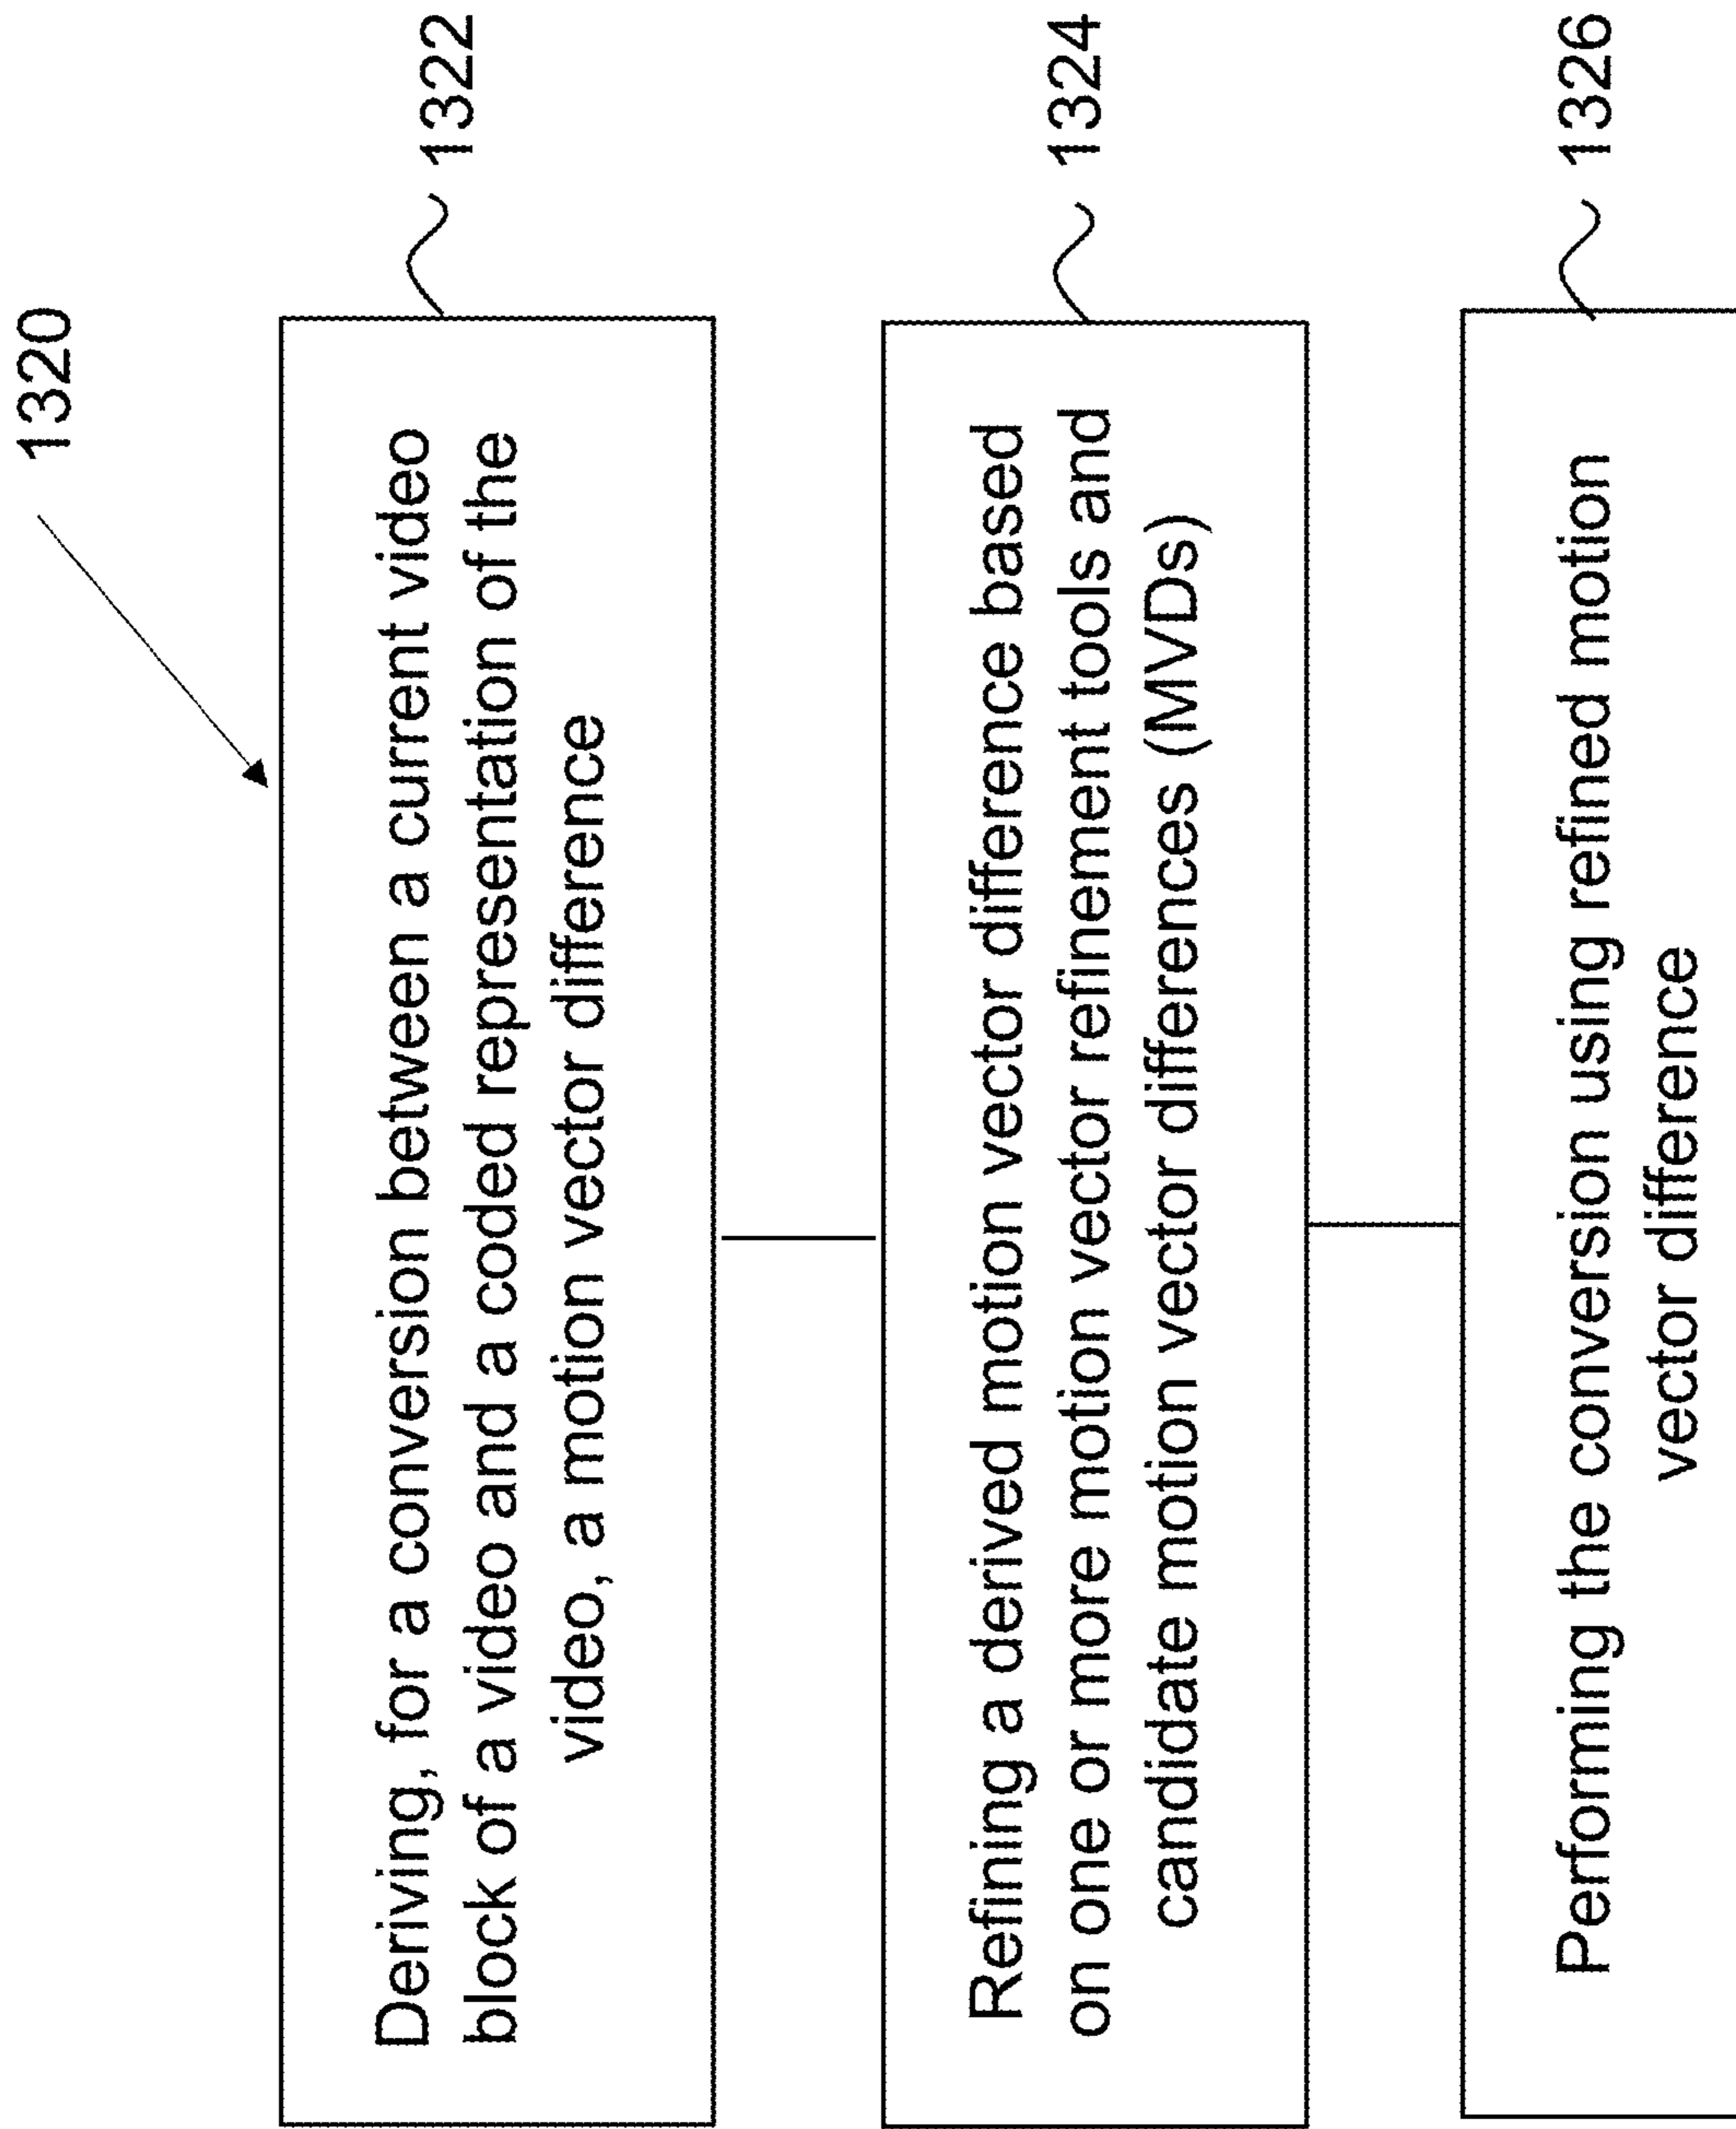 1320
Deriving, for a conversion between a current video
block of a video and a coded representation of the
video, a motion vector difference
1322
Refining a derived motion vector difference based
on one or more motion vector refinement tools and
candidate motion vector differences (MVDs)
1324
Performing the conversion using refined motion
vector difference
1326